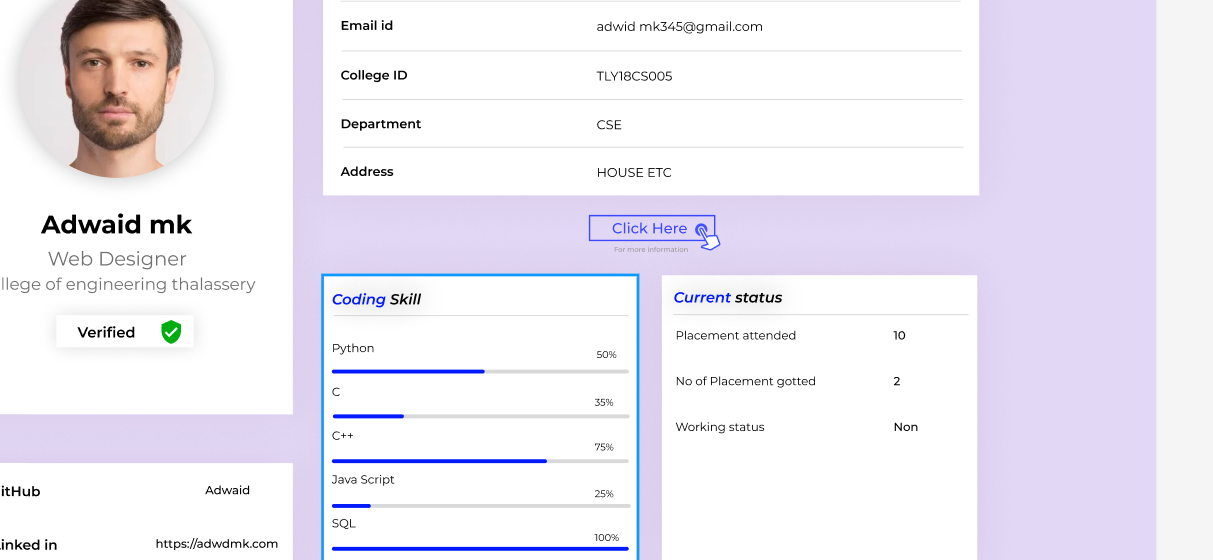 Email id adwid mk345@gmail.com
College ID TLY18CS005
Department CSE
Address HOUSE ETC
Adwaid mk
Web Designer
llege of engineering thalassery
Verified
Click Here
For more information
Coding Skill
Python 50%
C 35%
C++ 75%
Java Script 25%
SQL 100%
Current status
Placement attended 10
No of Placement gotted 2
Working status Non
itHub Adwaid
inked in https://adwdmk.com